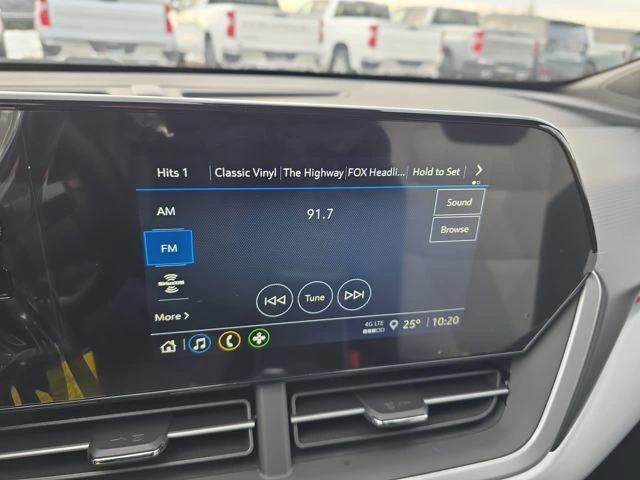 Hits 1 Classic Vinyl The Highway FOX Headli... Hold to Set
AM
91.7
Sound
FM
Browse
Tune
More
4G LTE 25° 10:20